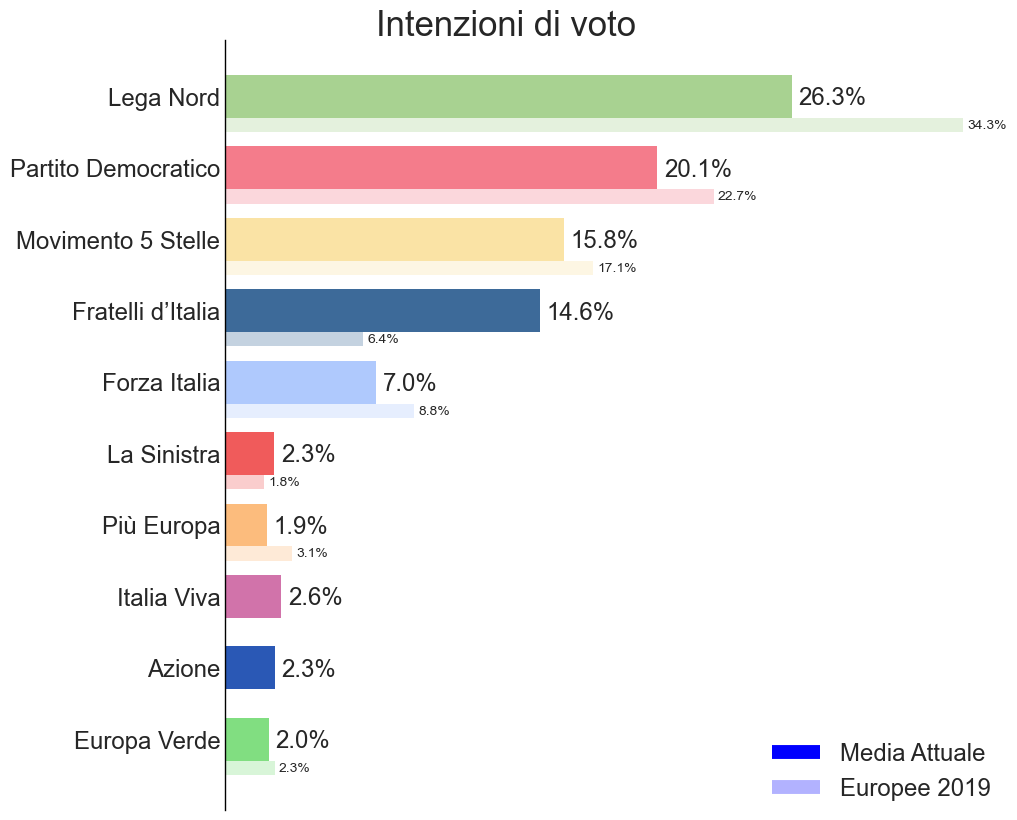 Intenzioni di voto
Lega Nord 26.3%
34.3%
Partito Democratico 20.1%
22.7%
Movimento 5 Stelle 15.8%
17.1%
Fratelli d’Italia 14.6%
6.4%
Forza Italia 7.0%
8.8%
La Sinistra 2.3%
1.8%
Più Europa 1.9%
3.1%
Italia Viva 2.6%
Azione 2.3%
Europa Verde 2.0%
2.3%
Media Attuale
Europee 2019